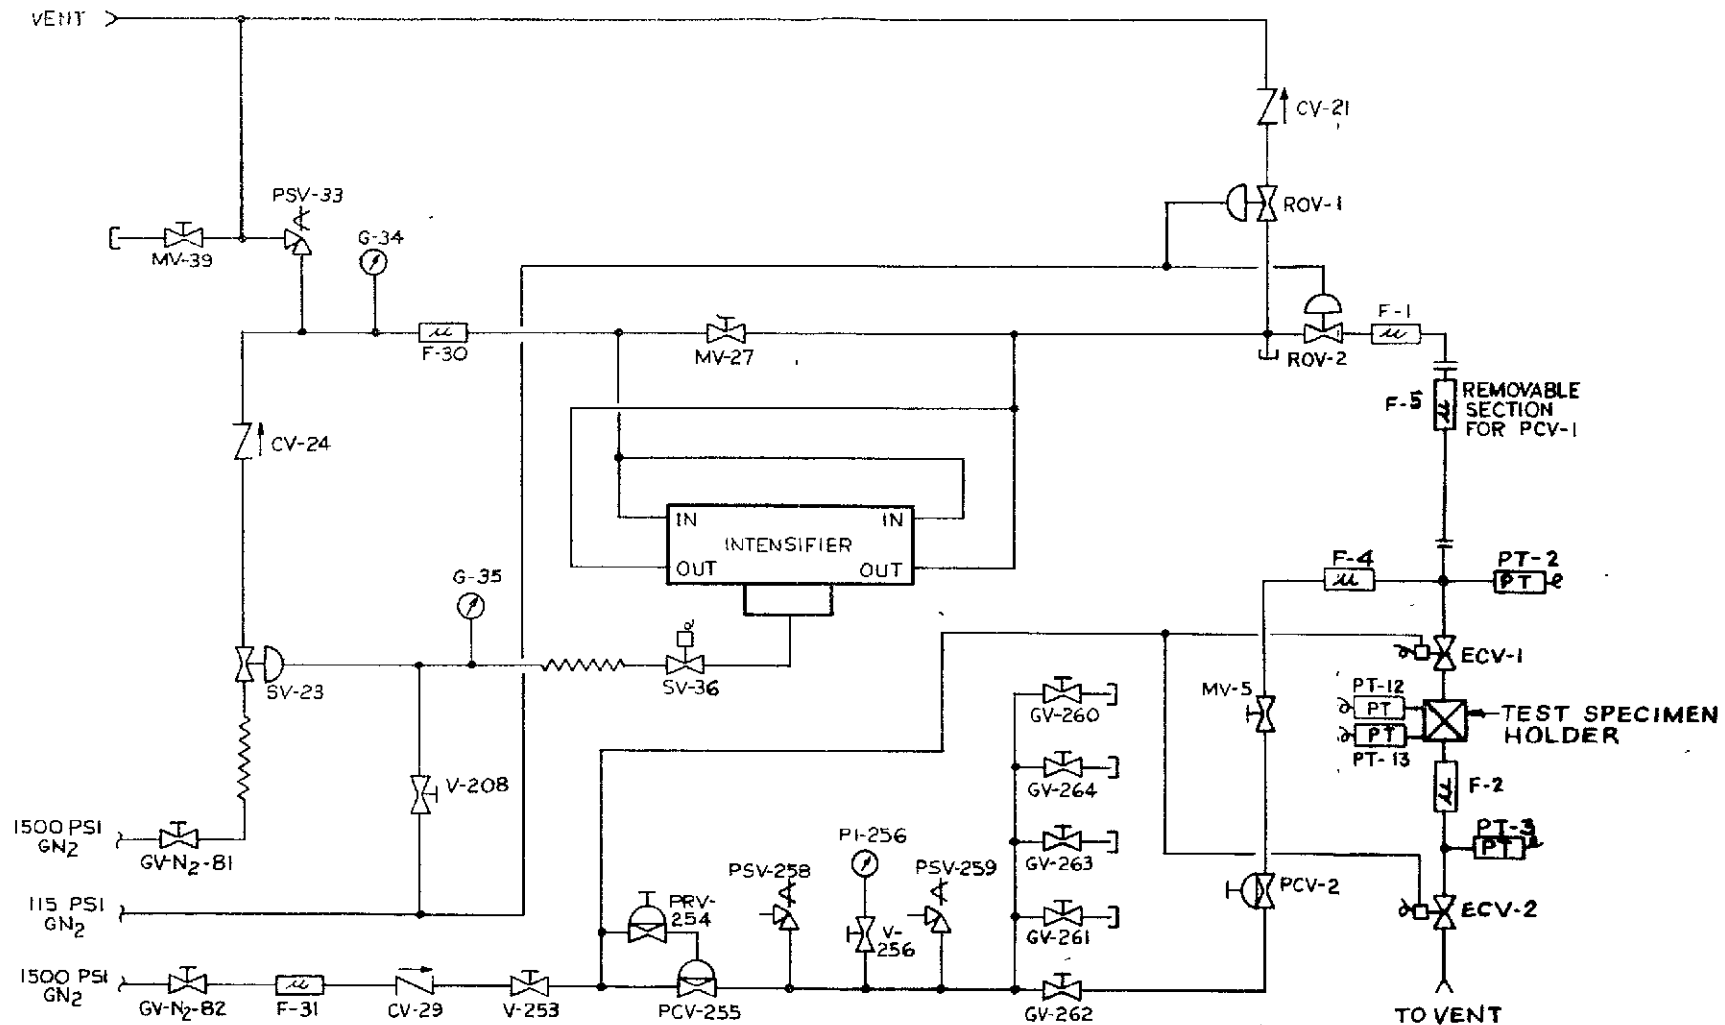 VENT
CV-21
PSV-33
ROV-1
G-34
MV-39
F-1
F-30
MV-27
ROV-2
F-5
REMOVABLE
SECTION
FOR PCV-1
CV-24
IN
IN
INTENSIFIER
OUT
OUT
G-35
F-4
PT-2
PT
SV-23
SV-36
ECV-1
MV-5
GV-260
PT-12
PT
TEST SPECIMEN
HOLDER
PT
PT-13
V-208
GV-264
F-2
1500 PSI
GN2
GV-N2-81
PI-256
PT-3
PT
PSV-258
PSV-259
GV-263
PCV-2
115 PSI
GN2
PRV-
254
V-
256
GV-261
ECV-2
1500 PSI
GN2
GV-N2-82
F-31
CV-29
V-253
PCV-255
GV-262
TO VENT